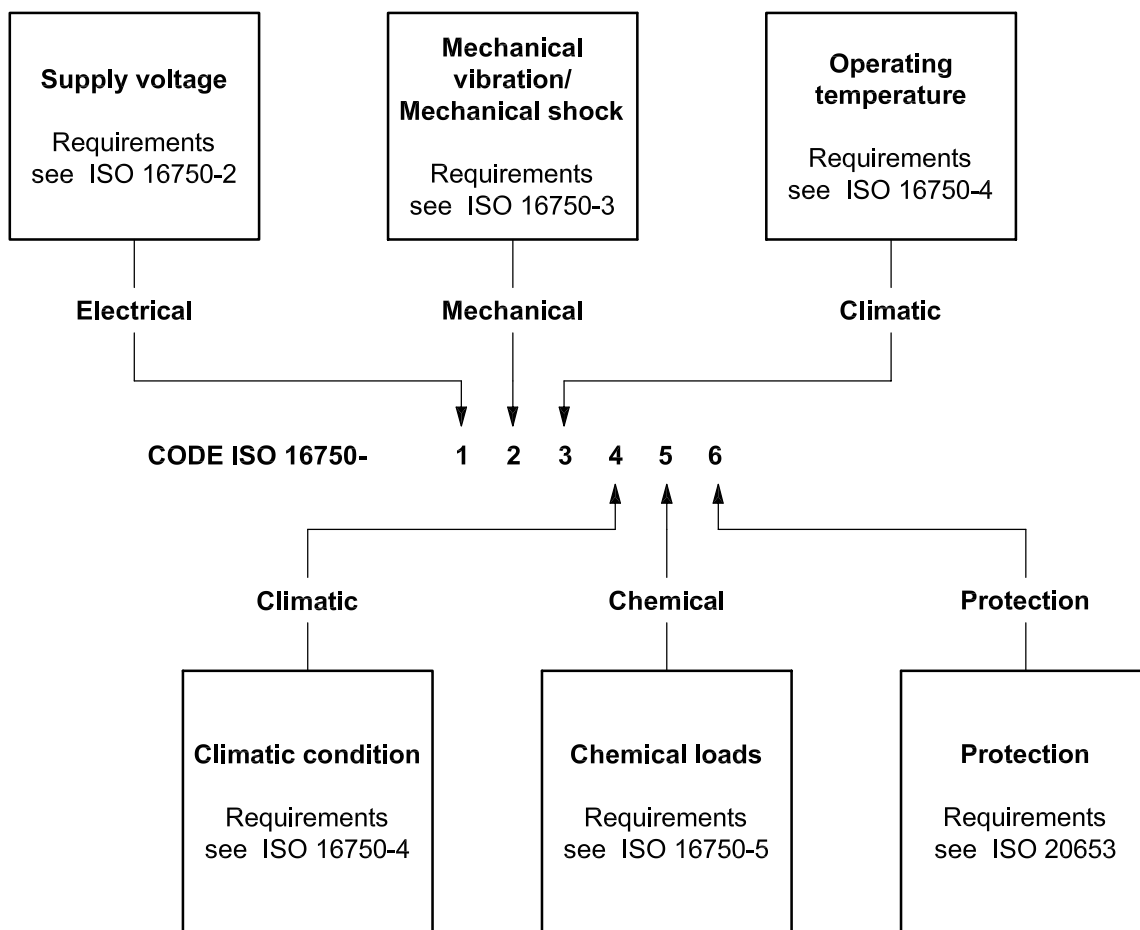 Supply voltage
Requirements
see ISO 16750-2
Mechanical
vibration/
Mechanical shock
Requirements
see ISO 16750-3
Operating
temperature
Requirements
see ISO 16750-4
Electrical
Mechanical
Climatic
CODE ISO 16750- 1 2 3 4 5 6
Climatic
Chemical
Protection
Climatic condition
Requirements
see ISO 16750-4
Chemical loads
Requirements
see ISO 16750-5
Protection
Requirements
see ISO 20653